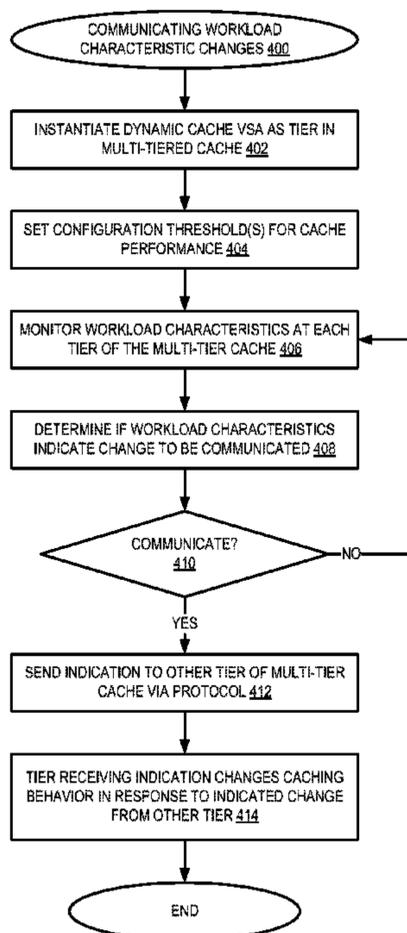 COMMUNICATING WORKLOAD
CHARACTERISTIC CHANGES 400
INSTANTIATE DYNAMIC CACHE VSA AS TIER IN
MULTI-TIERED CACHE 402
SET CONFIGURATION THRESHOLD(S) FOR CACHE
PERFORMANCE 404
MONITOR WORKLOAD CHARACTERISTICS AT EACH
TIER OF THE MULTI-TIER CACHE 406
DETERMINE IF WORKLOAD CHARACTERISTICS
INDICATE CHANGE TO BE COMMUNICATED 408
COMMUNICATE?
410
NO
YES
SEND INDICATION TO OTHER TIER OF MULTI-TIER
CACHE VIA PROTOCOL 412
TIER RECEIVING INDICATION CHANGES CACHING
BEHAVIOR IN RESPONSE TO INDICATED CHANGE
FROM OTHER TIER 414
END